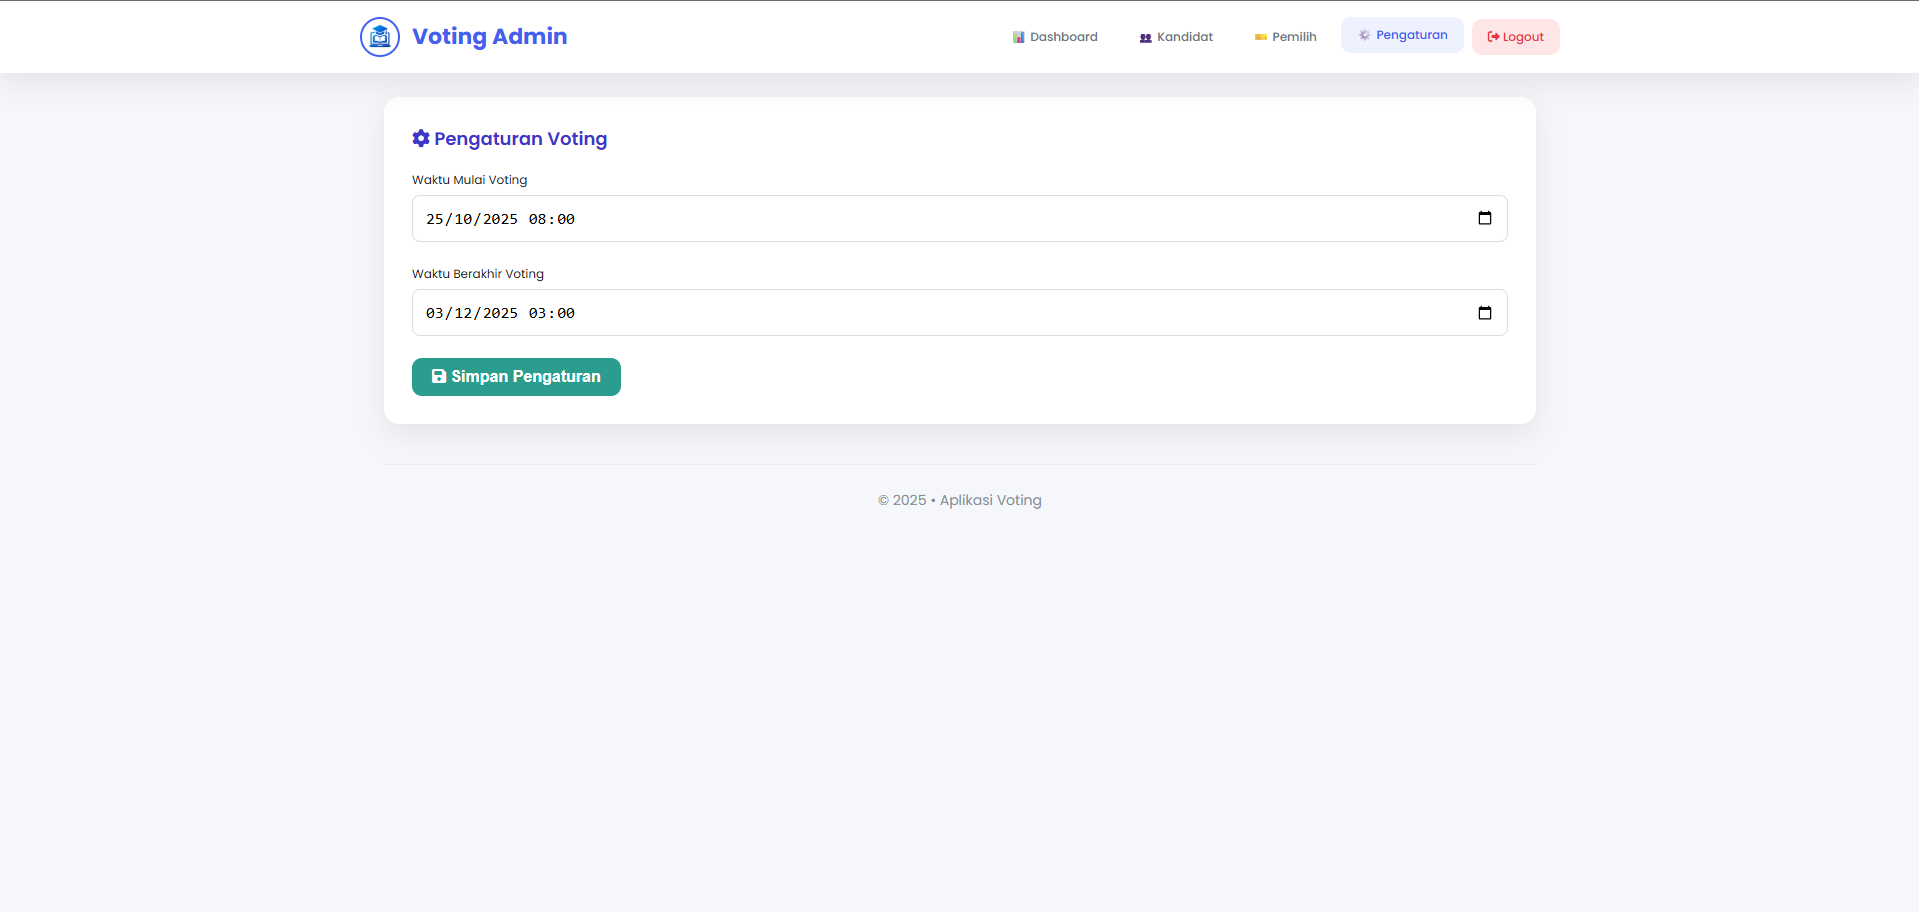 Voting Admin
Dashboard
Kandidat
Pemilih
Pengaturan
Logout
Pengaturan Voting
Waktu Mulai Voting
25/10/2025 08:00
Waktu Berakhir Voting
03/12/2025 03:00
Simpan Pengaturan
© 2025 • Aplikasi Voting